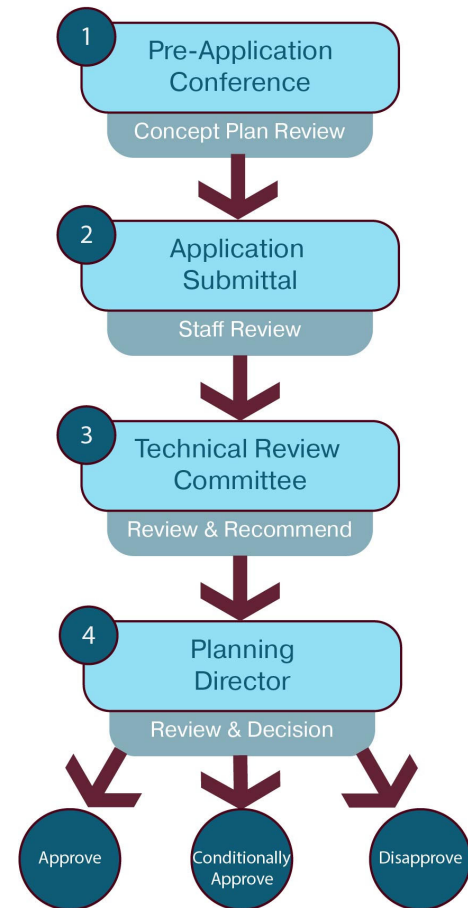 1
Pre-Application
Conference
Concept Plan Review
2
Application
Submittal
Staff Review
3
Technical Review
Committee
Review & Recommend
4
Planning
Director
Review & Decision
Approve
Conditionally
Approve
Disapprove